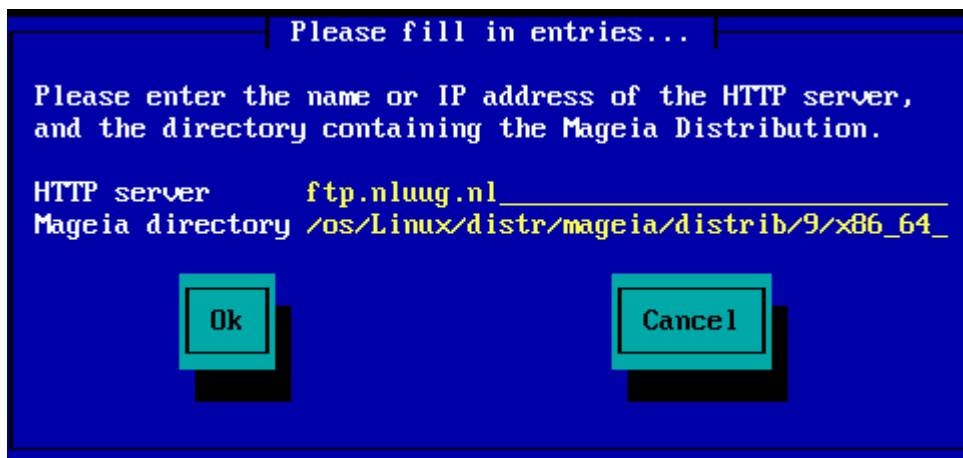 Please fill in entries...
Please enter the name or IP address of the HTTP server,
and the directory containing the Mageia Distribution.
HTTP server ftp.nluug.nl
Mageia directory /os/Linux/distr/mageia/distrib/9/x86_64
Ok Cancel